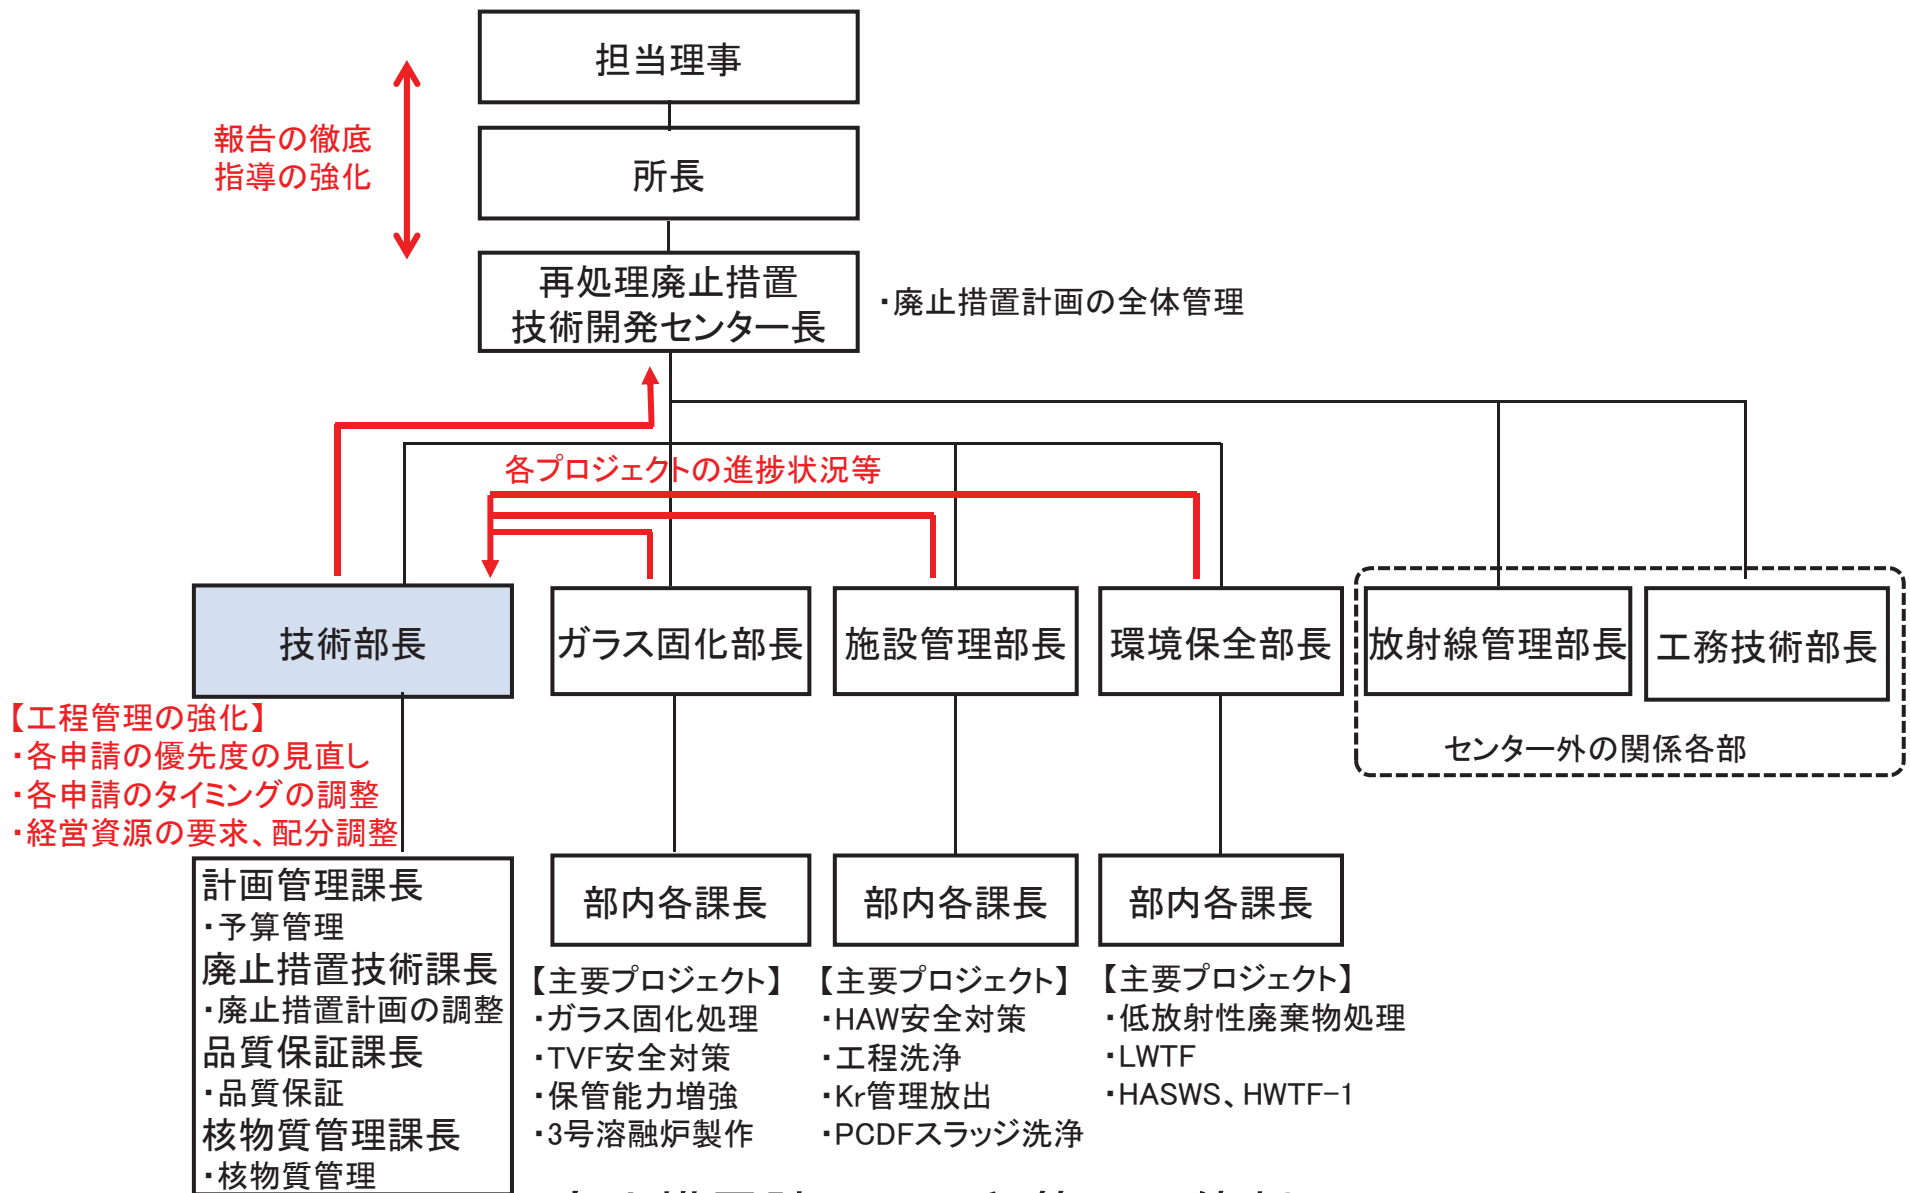 担当理事
報告の徹底
指導の強化
所長
再処理廃止措置
技術開発センター長
・廃止措置計画の全体管理
各プロジェクトの進捗状況等
技術部長
ガラス固化部長
施設管理部長
環境保全部長
放射線管理部長
工務技術部長
センター外の関係各部
【工程管理の強化】
・各申請の優先度の見直し
・各申請のタイミングの調整
・経営資源の要求、配分調整
計画管理課長
・予算管理
廃止措置技術課長
・廃止措置計画の調整
品質保証課長
・品質保証
核物質管理課長
・核物質管理
部内各課長
【主要プロジェクト】
・ガラス固化処理
・TVF安全対策
・保管能力増強
・3号溶融炉製作
部内各課長
【主要プロジェクト】
・HAW安全対策
・工程洗浄
・Kr管理放出
・PCDFスラッジ洗浄
部内各課長
【主要プロジェクト】
・低放射性廃棄物処理
・LWTF
・HASWS、HWTF-1